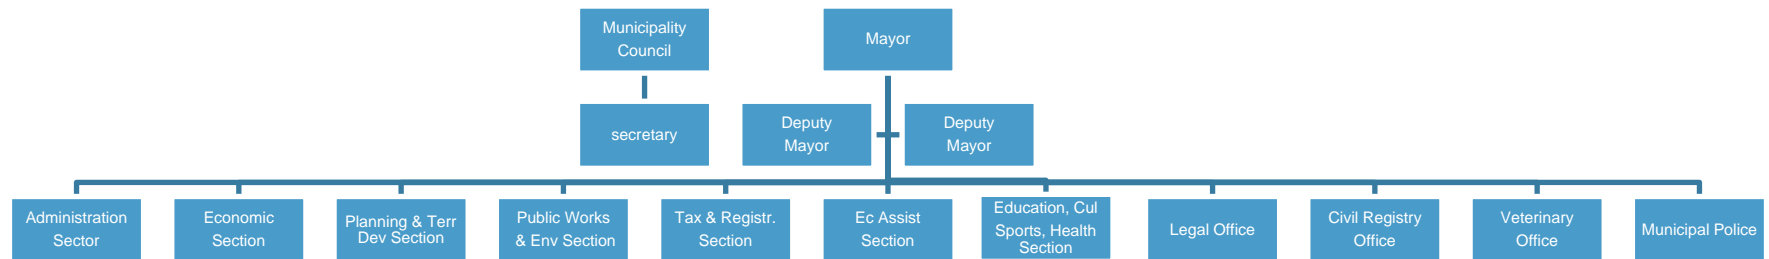 Municipality
Council
Mayor
secretary
Deputy
Mayor
Deputy
Mayor
Administration
Sector
Economic
Section
Planning & Terr
Dev Section
Public Works
& Env Section
Tax & Registr.
Section
Ec Assist
Section
Education, Cul
Sports, Health
Section
Legal Office
Civil Registry
Office
Veterinary
Office
Municipal Police